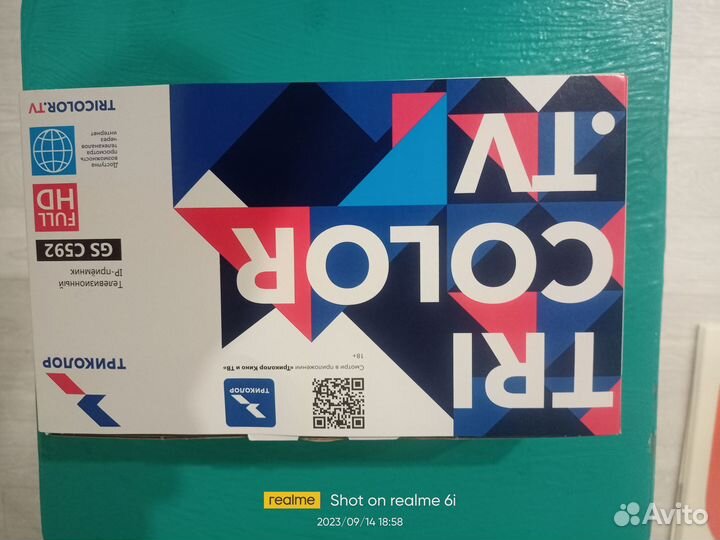 TRI
COLOR
.TV
ТРИКОЛОР
Телевизионный
IP-приёмник
GS C592
FULL
HD
Доступна
возможность
просмотра
телеканалов
через
интернет
TRICOLOR.TV
ТРИКОЛОР
Смотри в приложении «Триколор Кино и ТВ»
18+
realme
Shot on realme 6i
2023/09/14 18:58
Avito